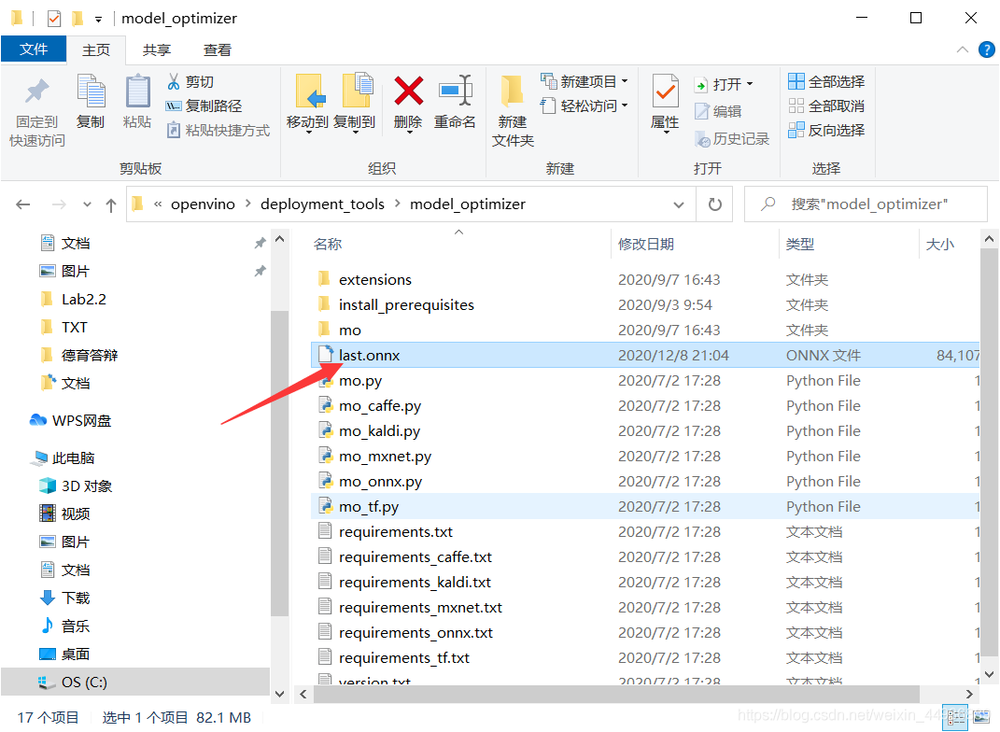 model_optimizer
文件 主页 共享 查看
固定到
快速访问
复制
粘贴
剪切
复制路径
粘贴快捷方式
剪贴板
移动到 复制到 删除 重命名
组织
新建
文件夹
新建项目
轻松访问
新建
属性
打开
编辑
历史记录
打开
全部选择
全部取消
反向选择
选择
« openvino > deployment_tools > model_optimizer
搜索"model_optimizer"
文档
图片
Lab2.2
TXT
德育答辩
文档
WPS网盘
此电脑
3D 对象
视频
图片
文档
下载
音乐
桌面
OS (C:)
名称 修改日期 类型 大小
extensions 2020/9/7 16:43 文件夹
install_prerequisites 2020/9/3 9:54 文件夹
mo 2020/9/7 16:43 文件夹
last.onnx 2020/12/8 21:04 ONNX 文件 84,107
mo.py 2020/7/2 17:28 Python File 1
mo_caffe.py 2020/7/2 17:28 Python File 1
mo_kaldi.py 2020/7/2 17:28 Python File 1
mo_mxnet.py 2020/7/2 17:28 Python File 1
mo_onnx.py 2020/7/2 17:28 Python File 1
mo_tf.py 2020/7/2 17:28 Python File 1
requirements.txt 2020/7/2 17:28 文本文档 1
requirements_caffe.txt 2020/7/2 17:28 文本文档 1
requirements_kaldi.txt 2020/7/2 17:28 文本文档 1
requirements_mxnet.txt 2020/7/2 17:28 文本文档 1
requirements_onnx.txt 2020/7/2 17:28 文本文档 1
requirements_tf.txt 2020/7/2 17:28 文本文档 1
version.txt 2020/7/2 17:28 文本文档 1
17 个项目 选中 1 个项目 82.1 MB